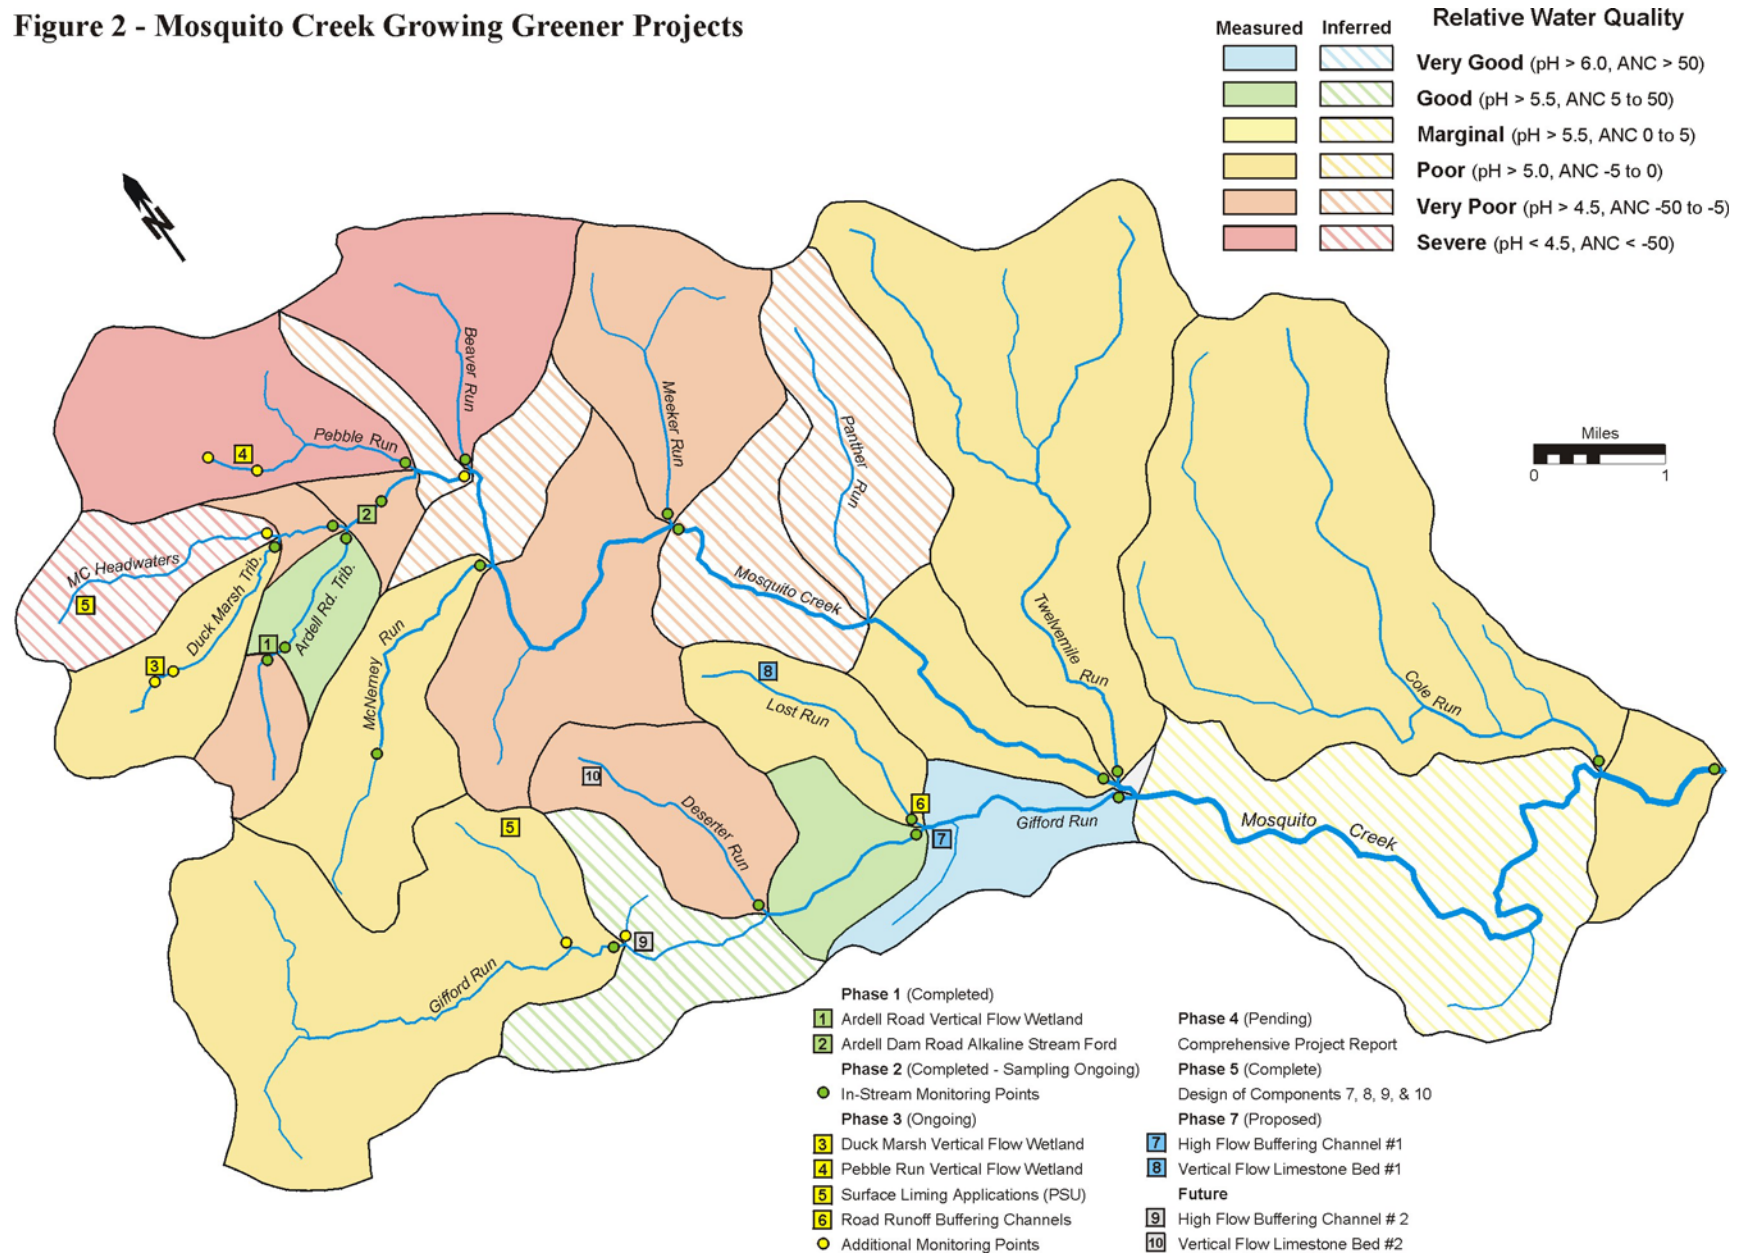 Figure 2 - Mosquito Creek Growing Greener Projects
Relative Water Quality
Measured Inferred
Very Good (pH > 6.0, ANC > 50)
Good (pH > 5.5, ANC 5 to 50)
Marginal (pH > 5.5, ANC 0 to 5)
Poor (pH > 5.0, ANC -5 to 0)
Very Poor (pH > 4.5, ANC -50 to -5)
Severe (pH < 4.5, ANC < -50)
N
Miles
0 1
Beaver Run
Meeker Run
Pebble Run
4
Panther Run
2
MC Headwaters
5
Duck Marsh Trib.
Ardell Rd. Trib.
1
3
McNerney Run
Mosquito Creek
Twelvemile Run
Cole Run
8
Lost Run
10
Deserter Run
5
6
7
Gifford Run
Mosquito Creek
9
Gifford Run
Phase 1 (Completed)
1 Ardell Road Vertical Flow Wetland
2 Ardell Dam Road Alkaline Stream Ford
Phase 2 (Completed - Sampling Ongoing)
In-Stream Monitoring Points
Phase 3 (Ongoing)
3 Duck Marsh Vertical Flow Wetland
4 Pebble Run Vertical Flow Wetland
5 Surface Liming Applications (PSU)
6 Road Runoff Buffering Channels
Additional Monitoring Points
Phase 4 (Pending)
Comprehensive Project Report
Phase 5 (Complete)
Design of Components 7, 8, 9, & 10
Phase 7 (Proposed)
7 High Flow Buffering Channel #1
8 Vertical Flow Limestone Bed #1
Future
9 High Flow Buffering Channel # 2
10 Vertical Flow Limestone Bed #2